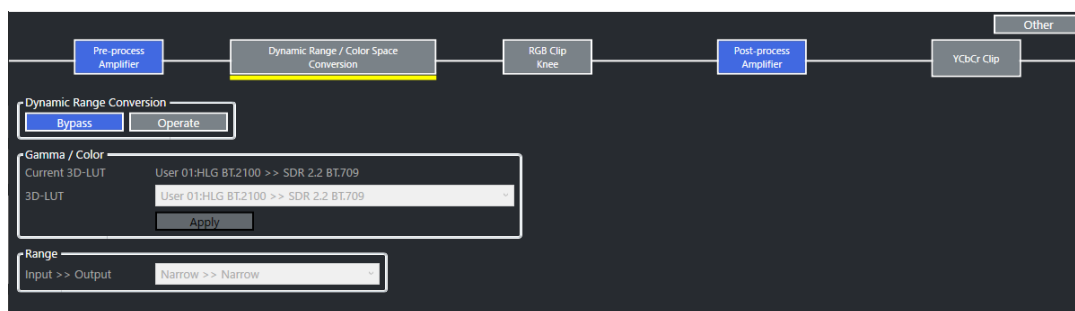 Other
Pre-process
Amplifier
Dynamic Range / Color Space
Conversion
RGB Clip
Knee
Post-process
Amplifier
YCbCr Clip
Dynamic Range Conversion
Bypass
Operate
Gamma / Color
Current 3D-LUT
User 01:HLG BT.2100 >> SDR 2.2 BT.709
3D-LUT
User 01:HLG BT.2100 >> SDR 2.2 BT.709
Apply
Range
Input >> Output
Narrow >> Narrow